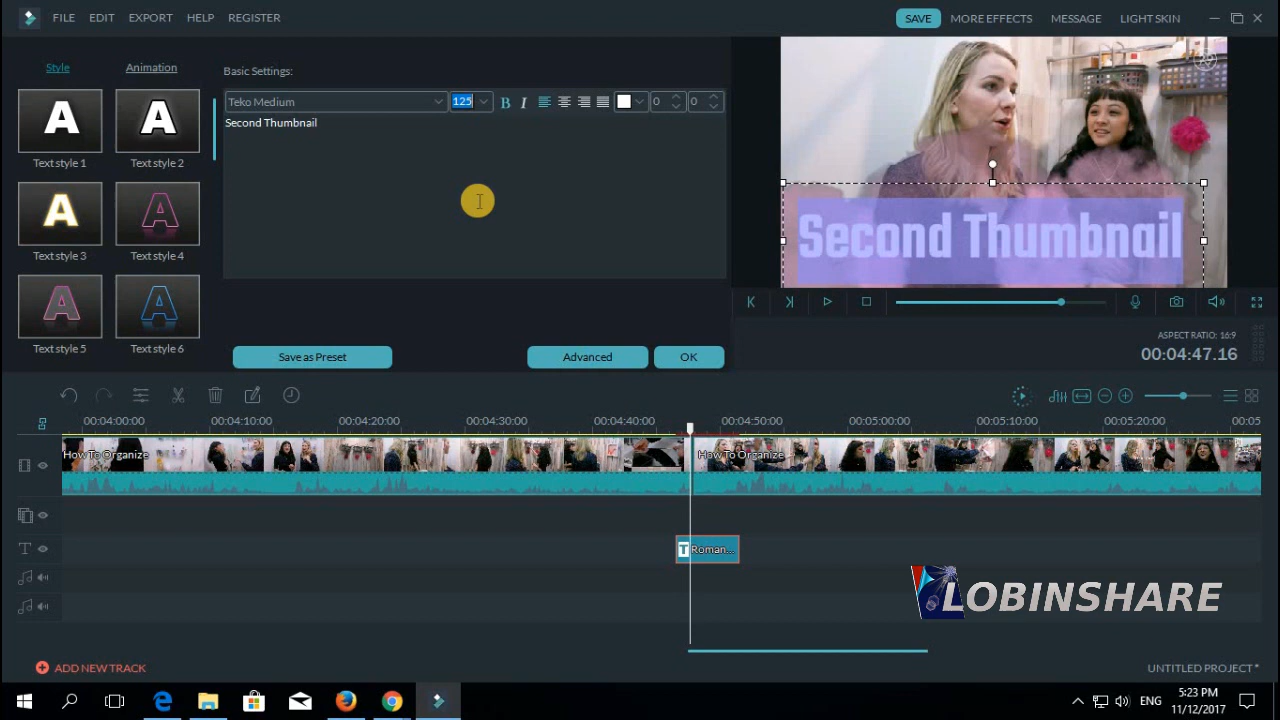 FILE EDIT EXPORT HELP REGISTER SAVE MORE EFFECTS MESSAGE LIGHT SKIN
Style Animation
Basic Settings:
Teko Medium 125 B I 0 0
Second Thumbnail
A A
Text style 1 Text style 2
A A
Text style 3 Text style 4
A A
Text style 5 Text style 6
Second Thumbnail
Save as Preset Advanced OK
ASPECT RATIO: 16:9
00:04:47.16
00:04:00:00 00:04:10:00 00:04:20:00 00:04:30:00 00:04:40:00 00:04:50:00 00:05:00:00 00:05:10:00 00:05:20:00 00:05
How To Organize How To Organize
T T Roman...
LOBINSHARE
ADD NEW TRACK UNTITLED PROJECT *
ENG 5:23 PM
11/12/2017